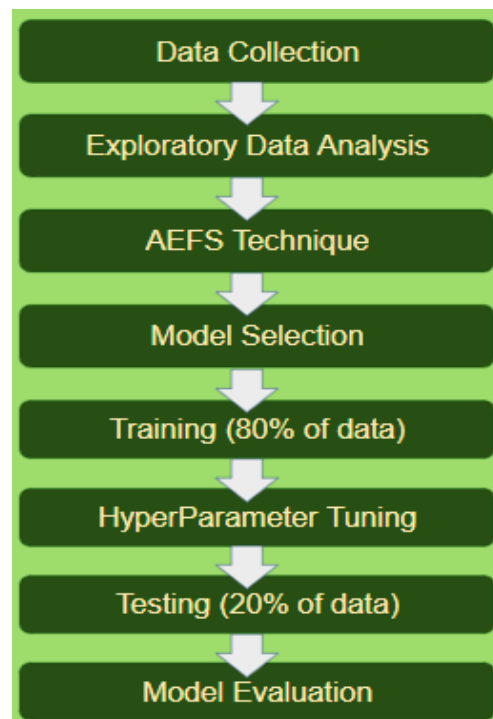 Data Collection
Exploratory Data Analysis
AEFS Technique
Model Selection
Training (80% of data)
HyperParameter Tuning
Testing (20% of data)
Model Evaluation